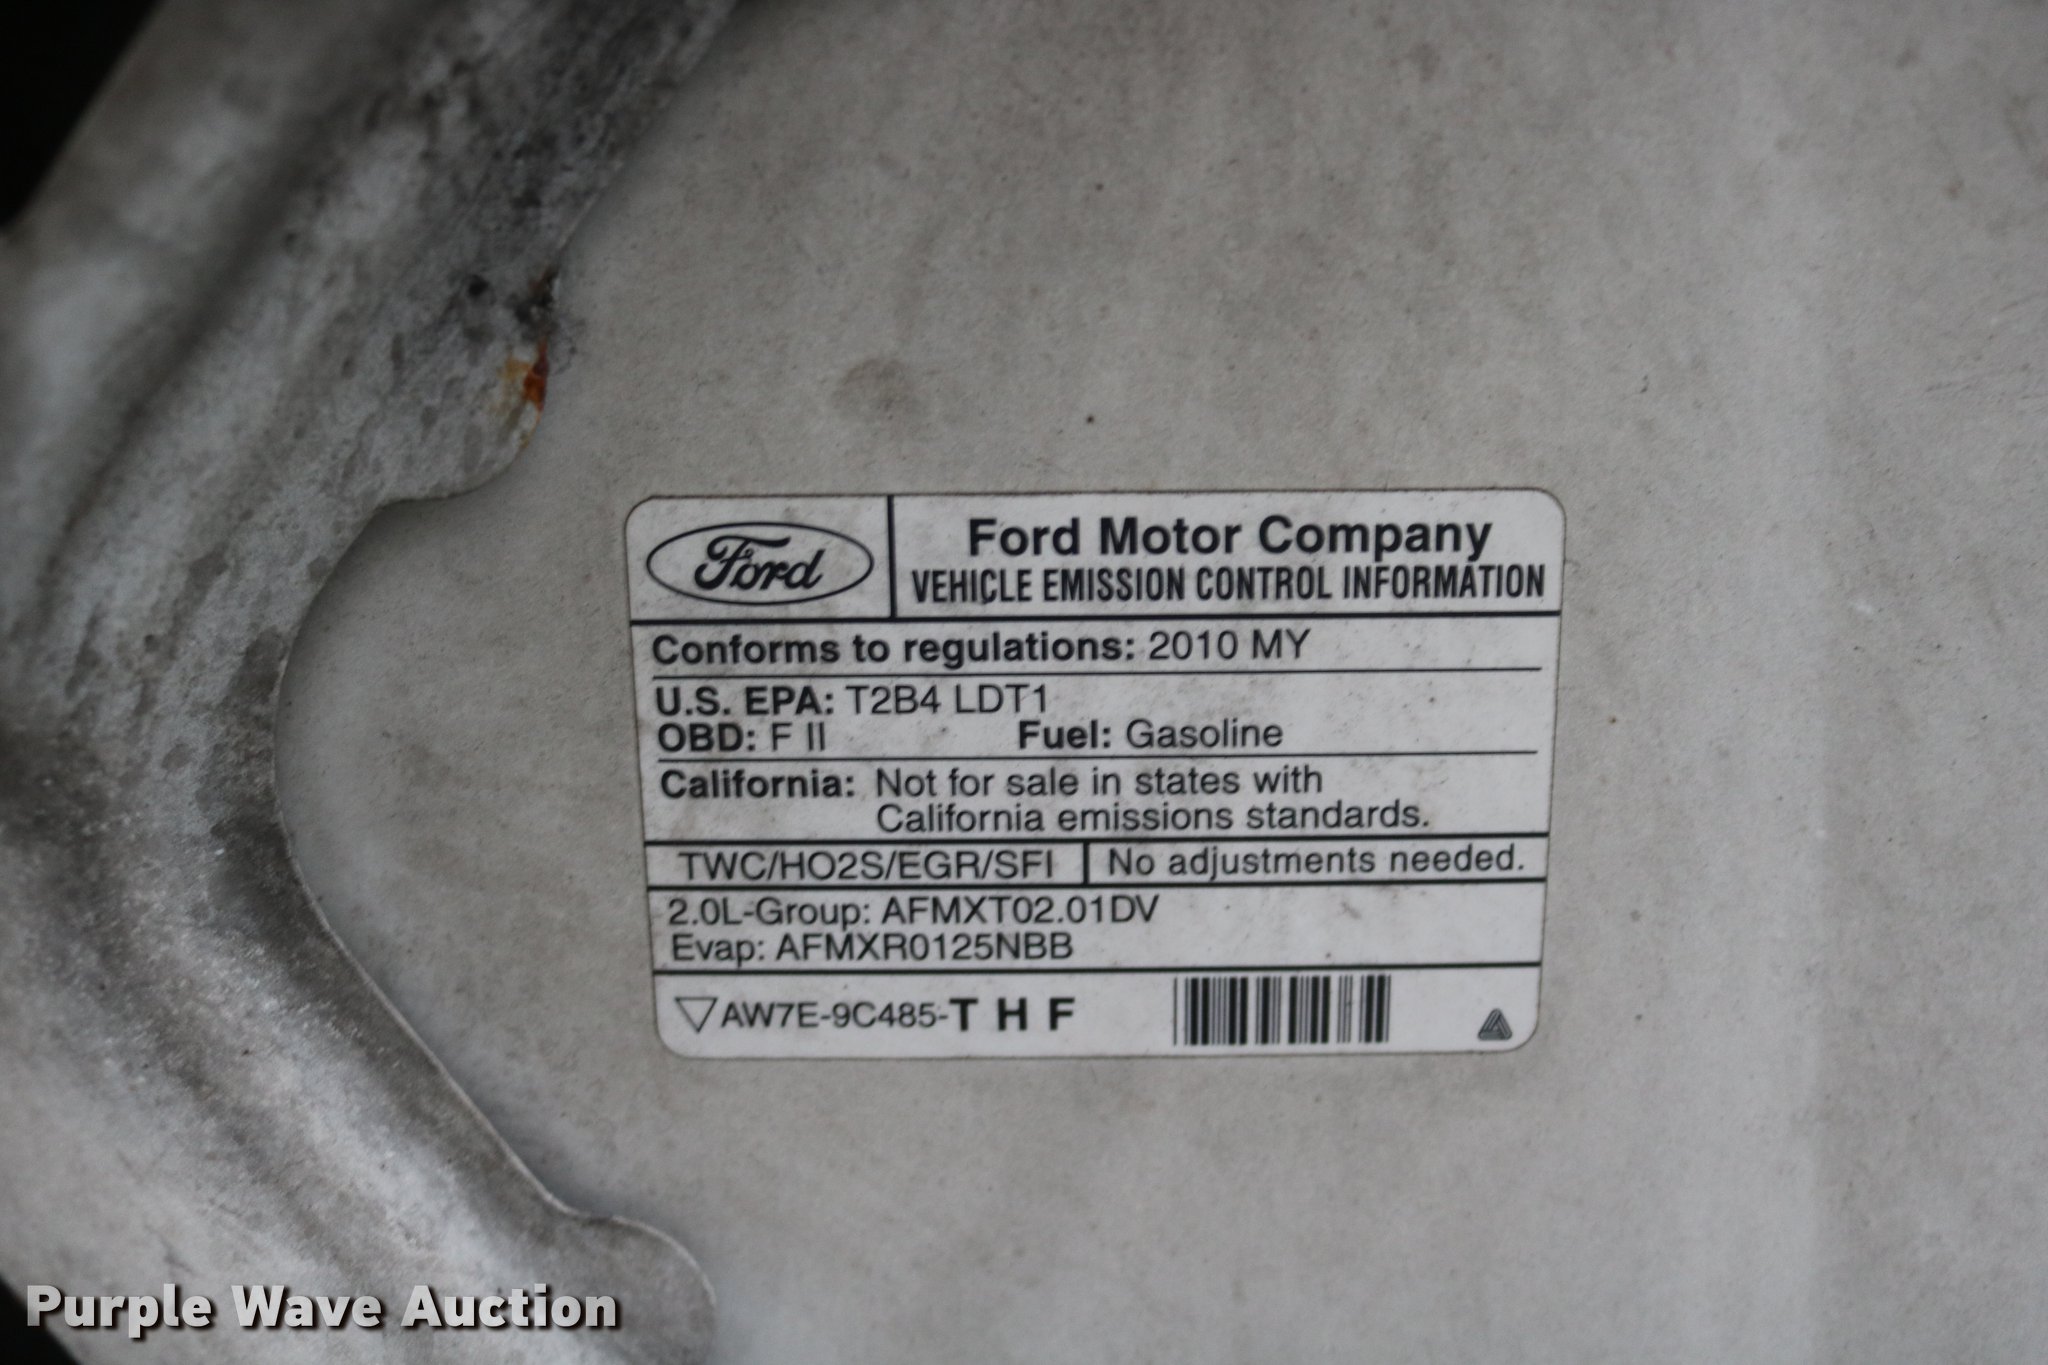 Ford
Ford Motor Company
VEHICLE EMISSION CONTROL INFORMATION
Conforms to regulations: 2010 MY
U.S. EPA: T2B4 LDT1
OBD: F II Fuel: Gasoline
California: Not for sale in states with
California emissions standards.
TWC/HO2S/EGR/SFI No adjustments needed.
2.0L-Group: AFMXT02.01DV
Evap: AFMXR0125NBB
AW7E-9C485-T H F
Purple Wave Auction